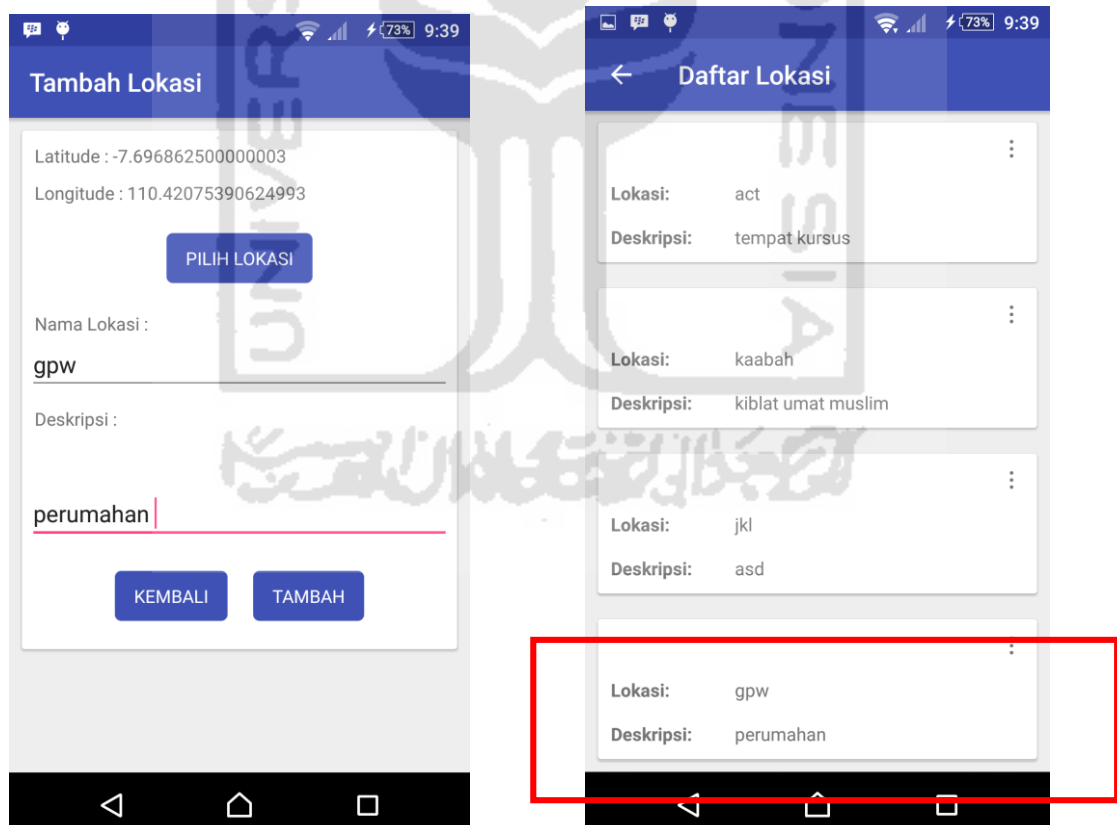 73% 9:39
Tambah Lokasi
Latitude : -7.696862500000003
Longitude : 110.42075390624993
PILIH LOKASI
Nama Lokasi :
gpw
Deskripsi :
perumahan
KEMBALI TAMBAH
73% 9:39
Daftar Lokasi
Lokasi: act
Deskripsi: tempat kursus
Lokasi: kaabah
Deskripsi: kiblat umat muslim
Lokasi: jkl
Deskripsi: asd
Lokasi: gpw
Deskripsi: perumahan